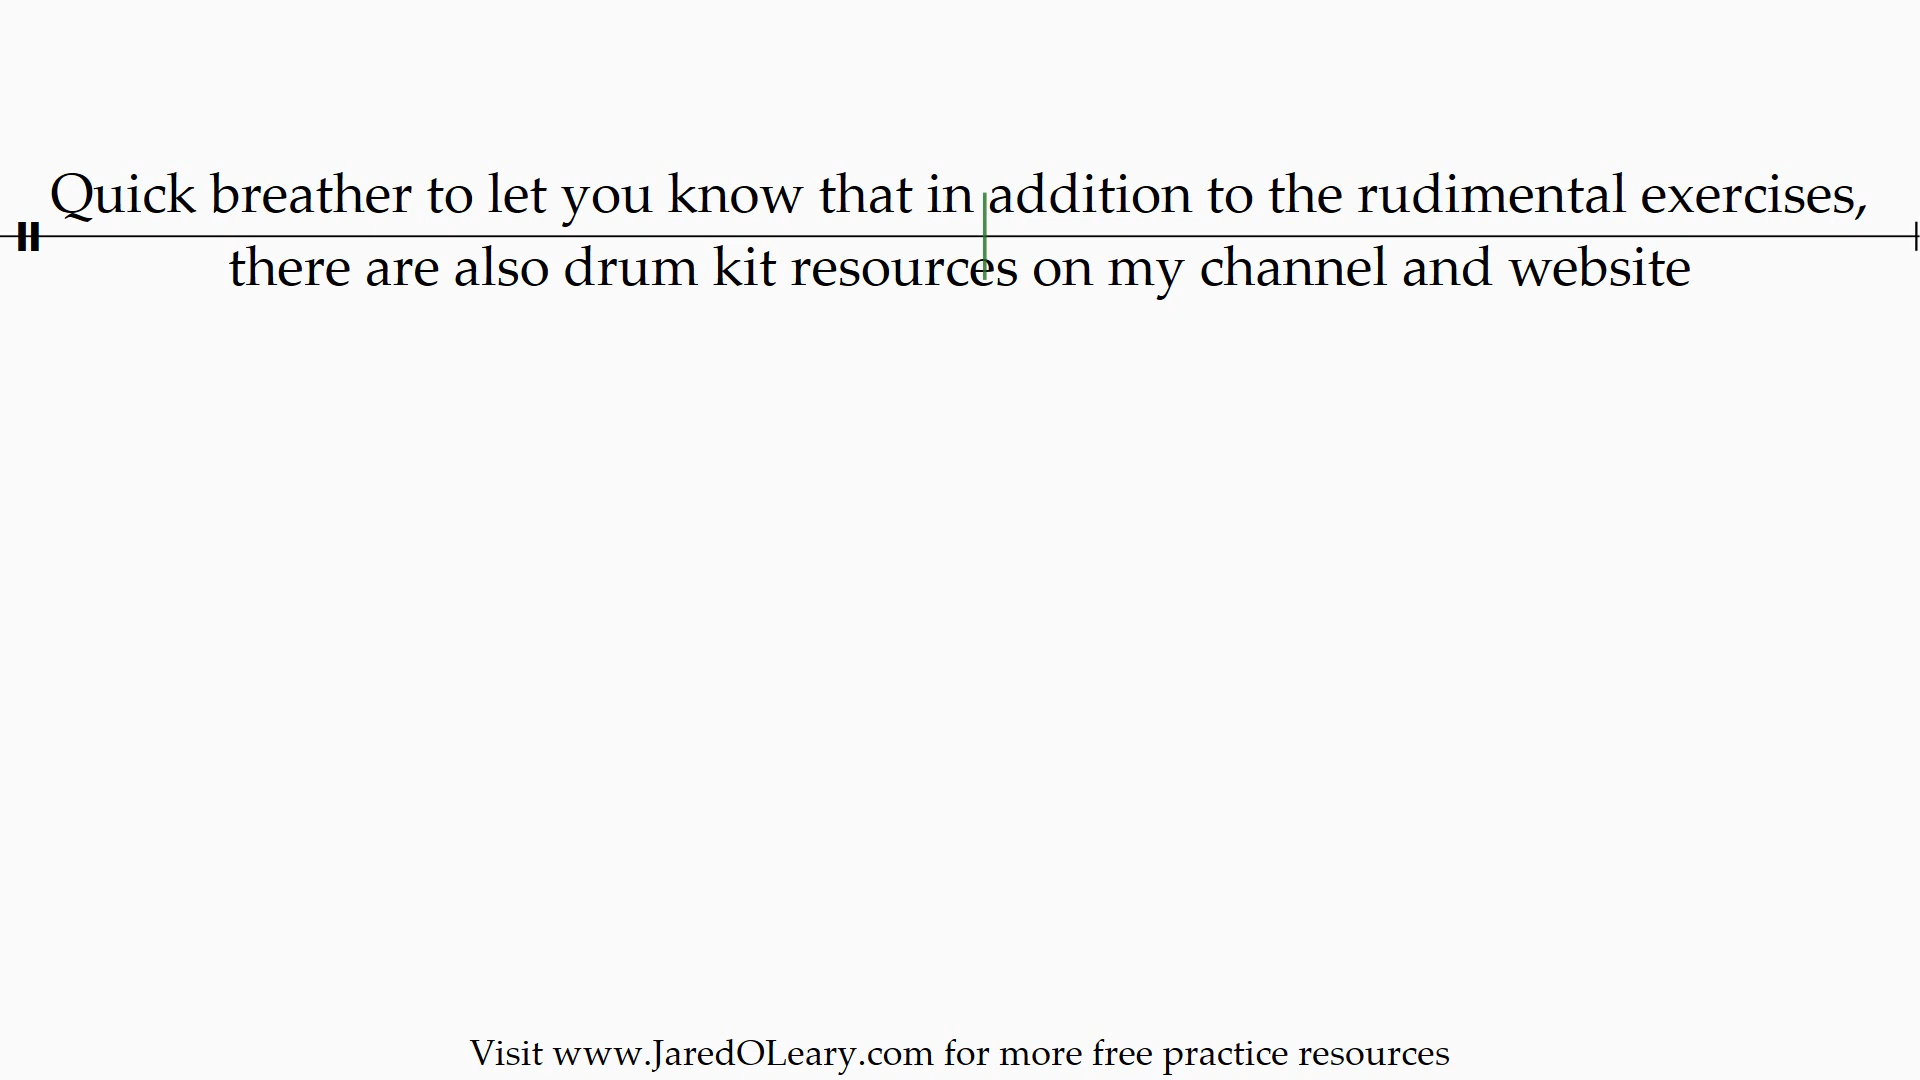 Quick breather to let you know that in addition to the rudimental exercises,
there are also drum kit resources on my channel and website
Visit www.JaredOLeary.com for more free practice resources